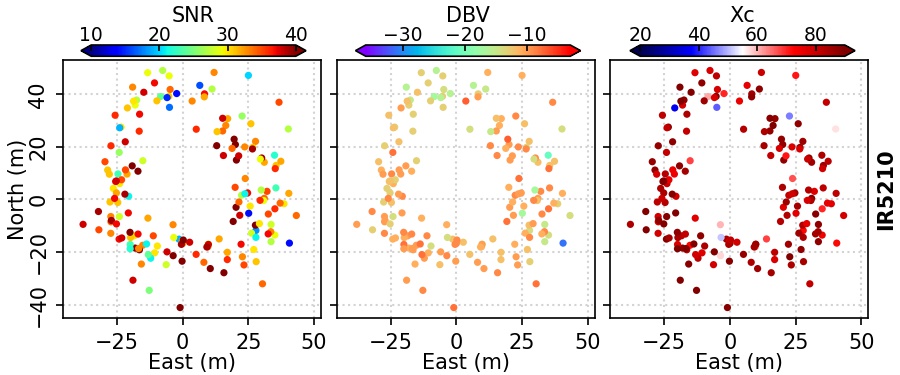 SNR DBV Xc
10 20 30 40 −30 −20 −10 20 40 60 80
40
20
0
−20
−40
North (m)
IR5210
−25 0 25 50 −25 0 25 50 −25 0 25 50
East (m) East (m) East (m)